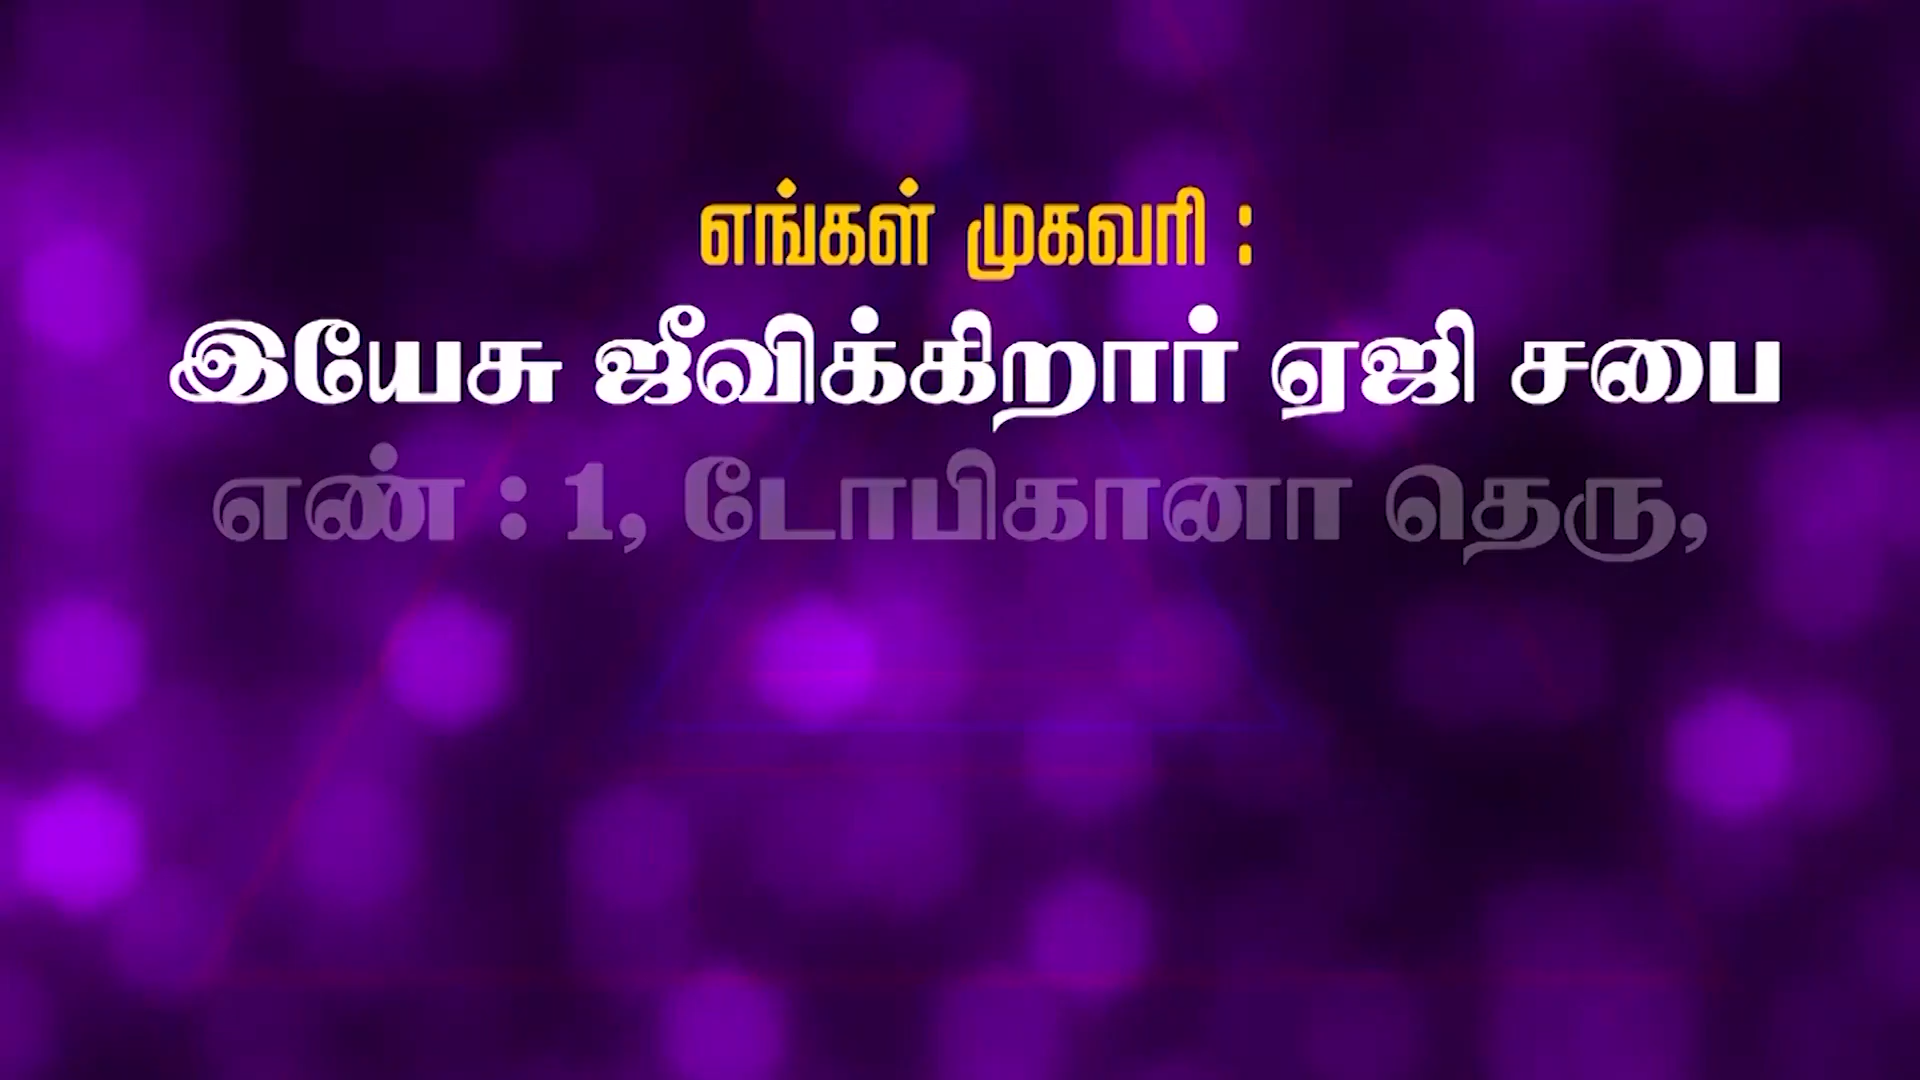 எங்கள் முகவரி :
இயேசு ஜீவிக்கிறார் ஏஜி சபை
எண் : 1, டோபிகானா தெரு,